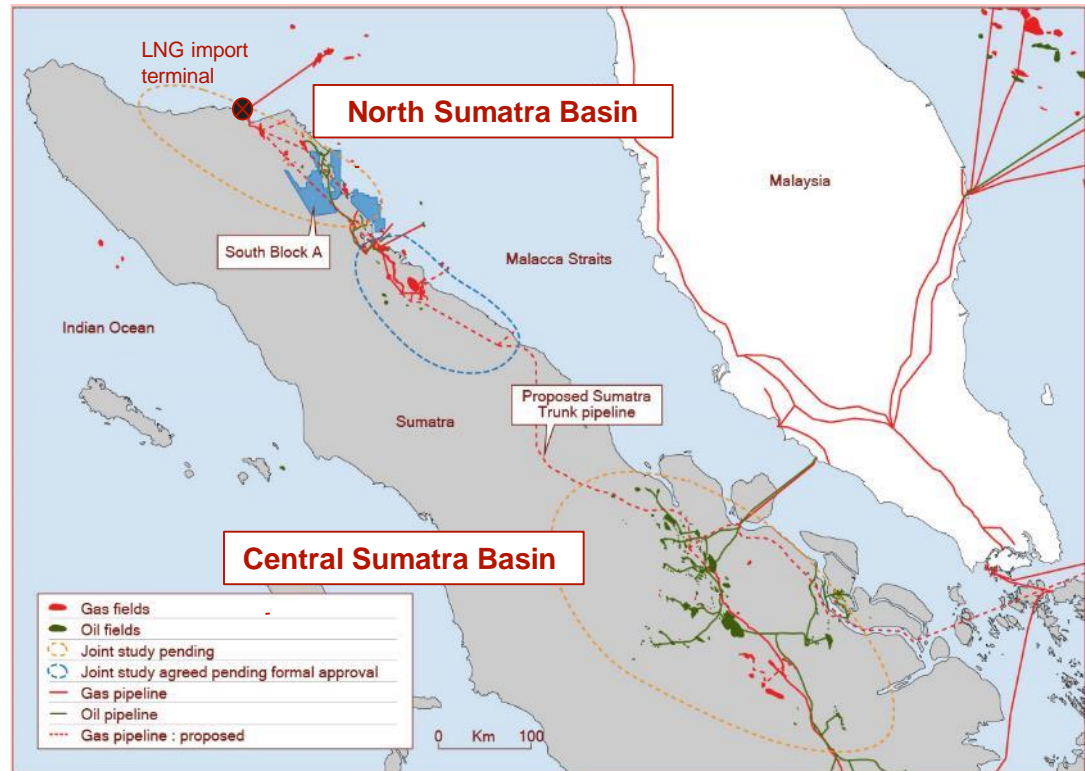 LNG import
terminal
North Sumatra Basin
Malaysia
South Block A
Malacca Straits
Indian Ocean
Proposed Sumatra
Trunk pipeline
Sumatra
Central Sumatra Basin
Gas fields
Oil fields
Joint study pending
Joint study agreed pending formal approval
Gas pipeline
Oil pipeline
Gas pipeline : proposed
0 Km 100